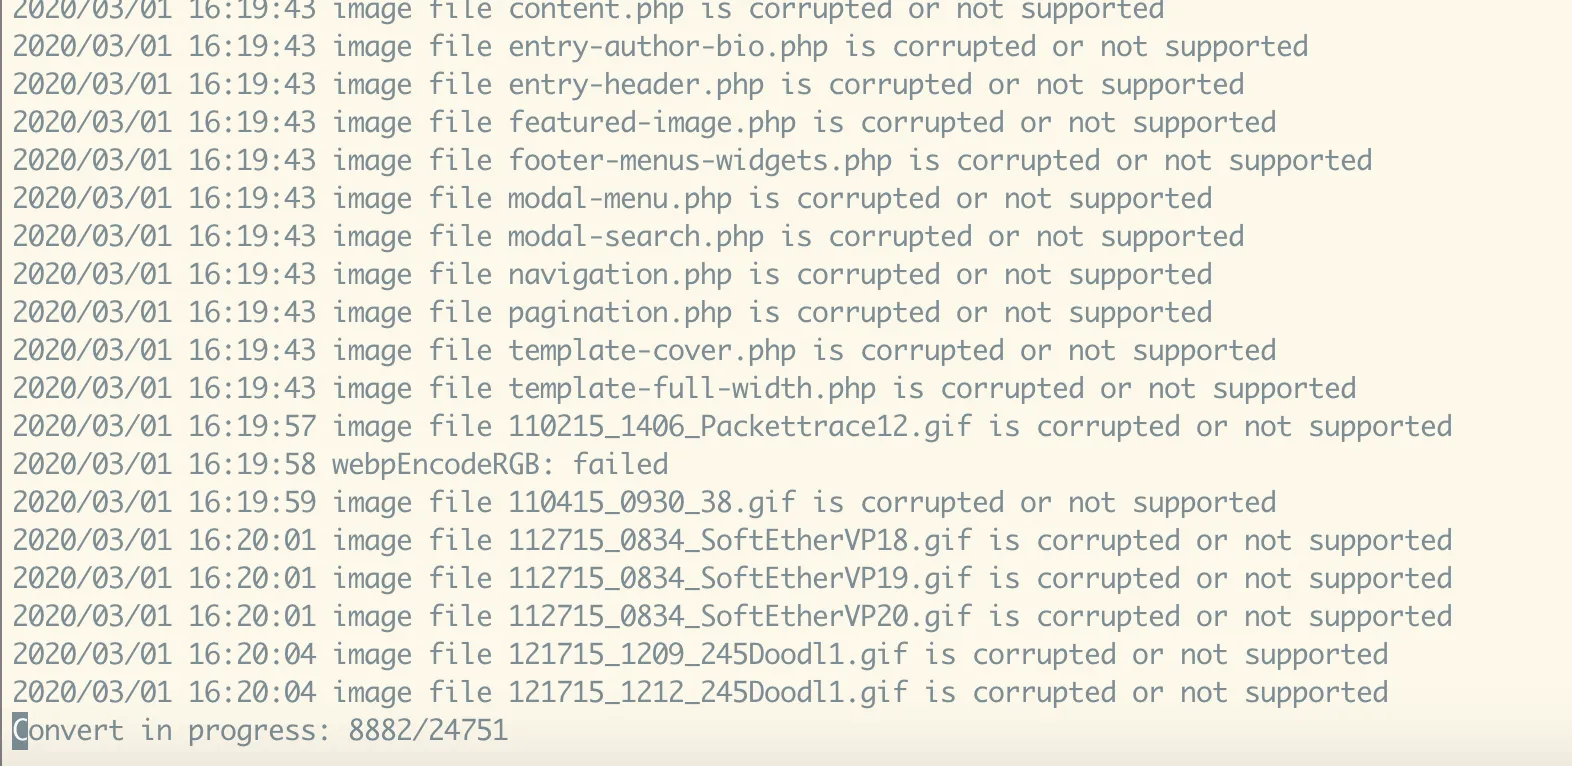 2020/03/01 16:19:43 image file content.php is corrupted or not supported
2020/03/01 16:19:43 image file entry-author-bio.php is corrupted or not supported
2020/03/01 16:19:43 image file entry-header.php is corrupted or not supported
2020/03/01 16:19:43 image file featured-image.php is corrupted or not supported
2020/03/01 16:19:43 image file footer-menus-widgets.php is corrupted or not supported
2020/03/01 16:19:43 image file modal-menu.php is corrupted or not supported
2020/03/01 16:19:43 image file modal-search.php is corrupted or not supported
2020/03/01 16:19:43 image file navigation.php is corrupted or not supported
2020/03/01 16:19:43 image file pagination.php is corrupted or not supported
2020/03/01 16:19:43 image file template-cover.php is corrupted or not supported
2020/03/01 16:19:43 image file template-full-width.php is corrupted or not supported
2020/03/01 16:19:57 image file 110215_1406_Packettrace12.gif is corrupted or not supported
2020/03/01 16:19:58 webpEncodeRGB: failed
2020/03/01 16:19:59 image file 110415_0930_38.gif is corrupted or not supported
2020/03/01 16:20:01 image file 112715_0834_SoftEtherVP18.gif is corrupted or not supported
2020/03/01 16:20:01 image file 112715_0834_SoftEtherVP19.gif is corrupted or not supported
2020/03/01 16:20:01 image file 112715_0834_SoftEtherVP20.gif is corrupted or not supported
2020/03/01 16:20:04 image file 121715_1209_245Doodl1.gif is corrupted or not supported
2020/03/01 16:20:04 image file 121715_1212_245Doodl1.gif is corrupted or not supported
Convert in progress: 8882/24751